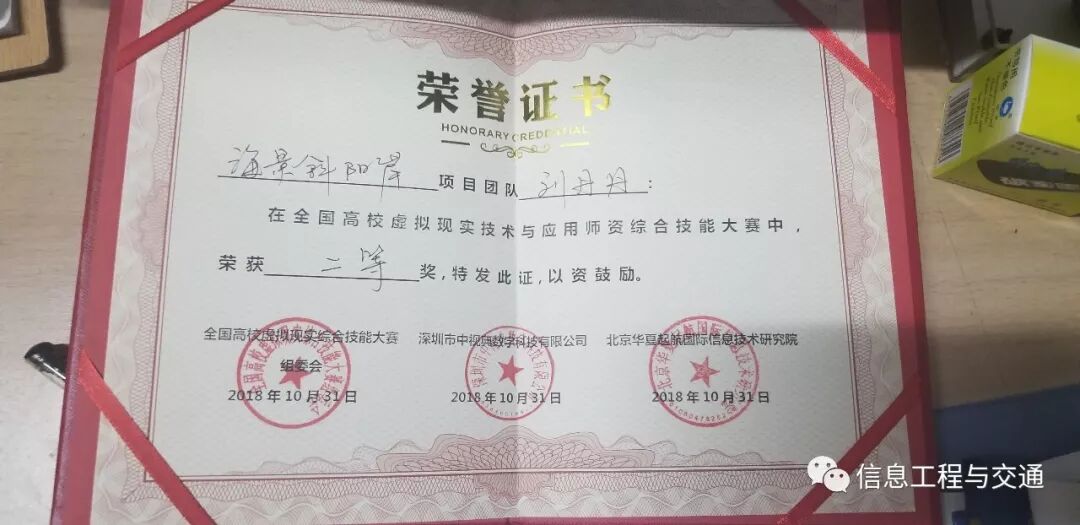 荣誉证书
HONORARY CREDENTIAL
海景斜阳岸项目团队刘丹丹：
在全国高校虚拟现实技术与应用师资综合技能大赛中，
荣获二等奖，特发此证，以资鼓励。
全国高校虚拟现实综合技能大赛
组委会
2018年10月31日
深圳市中视典数字科技有限公司
2018年10月31日
北京华夏起航国际信息技术研究院
2018年10月31日
信息工程与交通